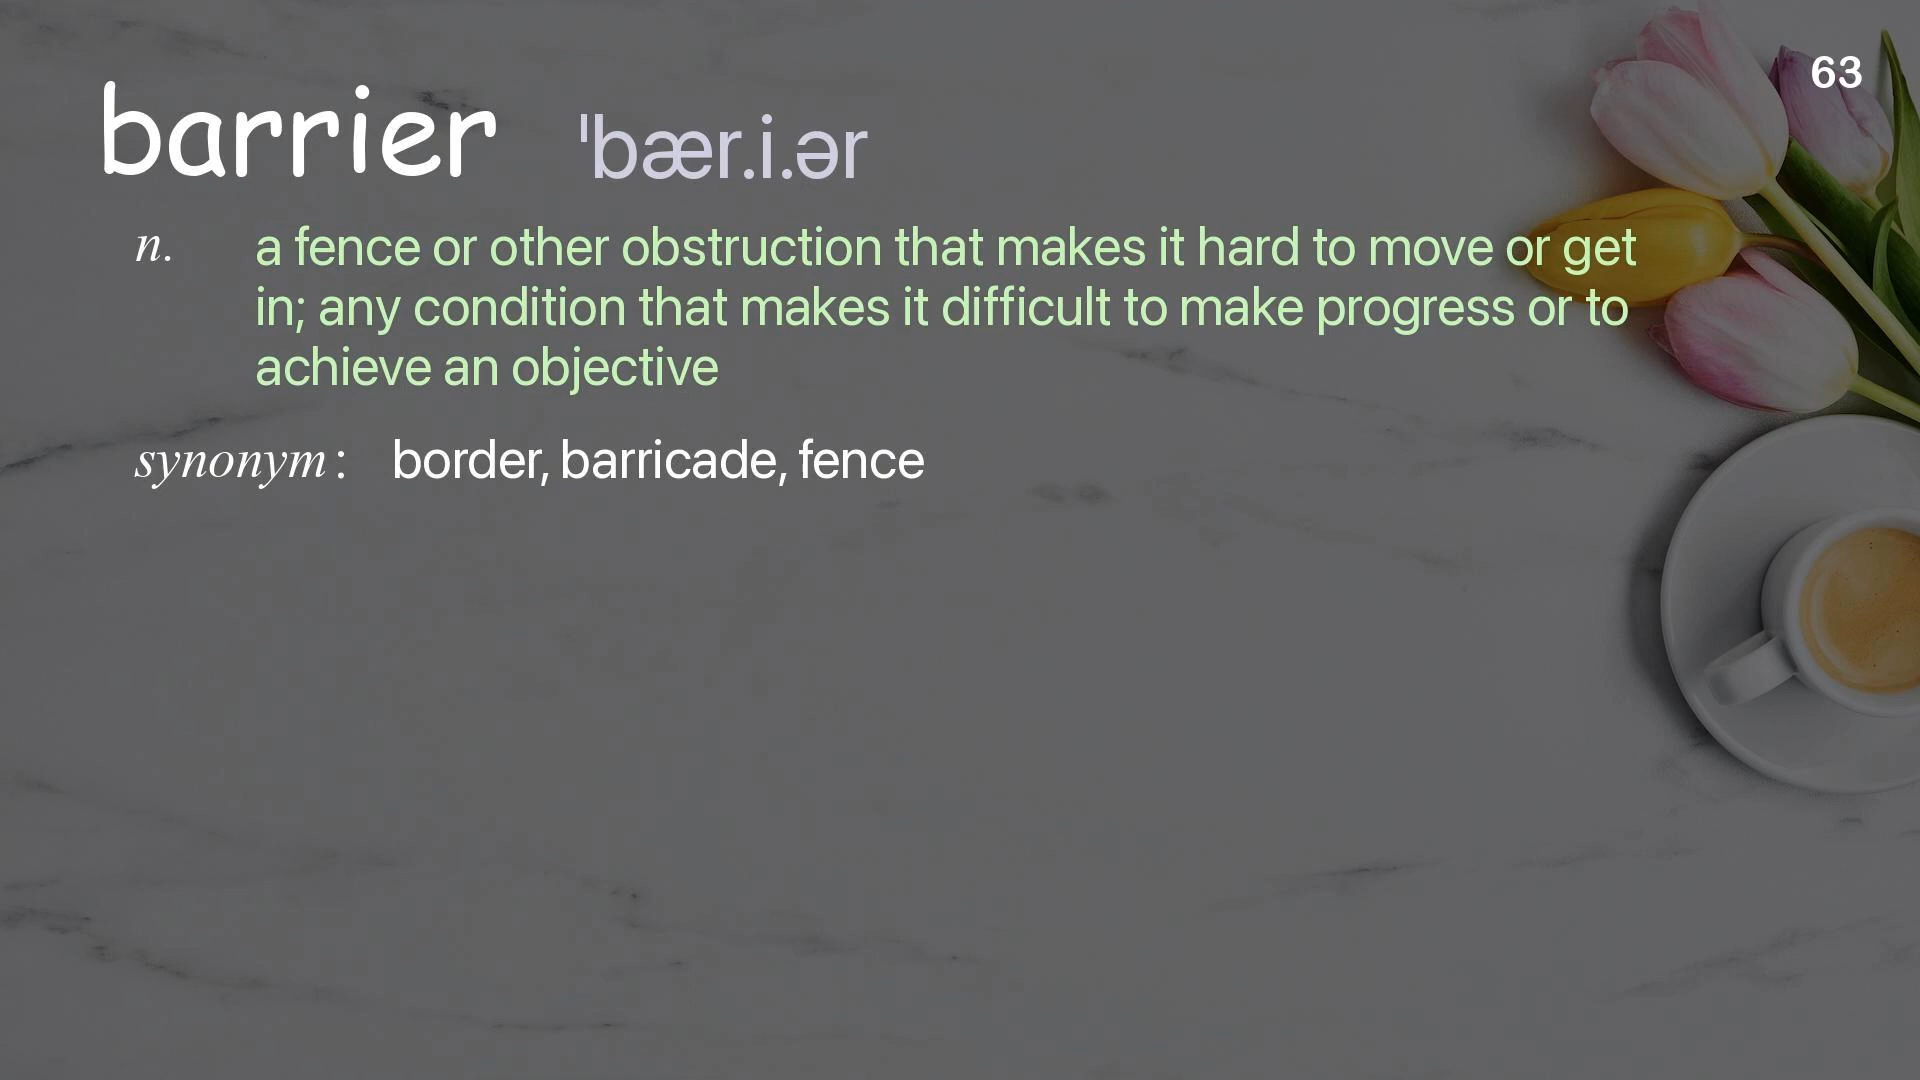 63
barrier ˈbær.i.ər
n. a fence or other obstruction that makes it hard to move or get
in; any condition that makes it difficult to make progress or to
achieve an objective
synonym: border, barricade, fence